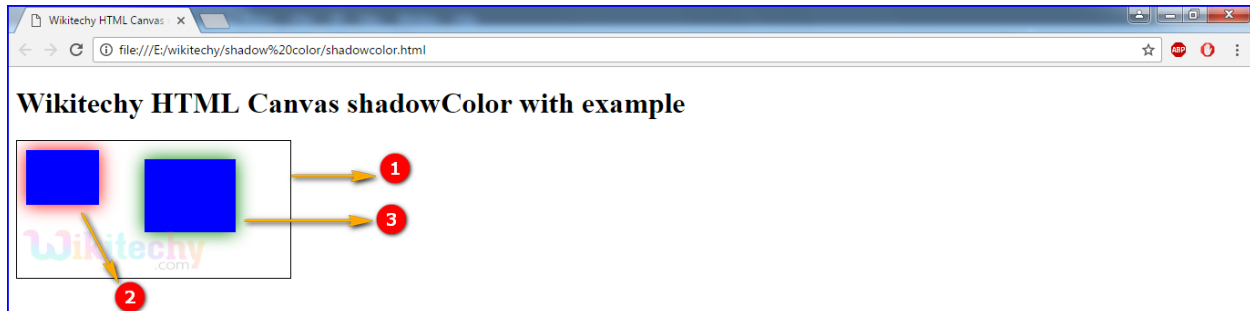 Wikitechy HTML Canvas
file:///E:/wikitechy/shadow%20color/shadowcolor.html
ABP
Wikitechy HTML Canvas shadowColor with example
1
3
Wikitechy
.com
2